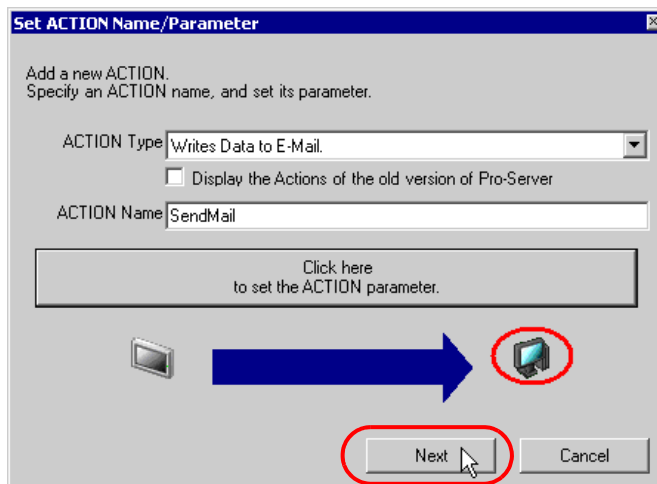 Set ACTION Name/Parameter
Add a new ACTION.
Specify an ACTION name, and set its parameter.
ACTION Type Writes Data to E-Mail.
Display the Actions of the old version of Pro-Server
ACTION Name SendMail
Click here
to set the ACTION parameter.
Next Cancel